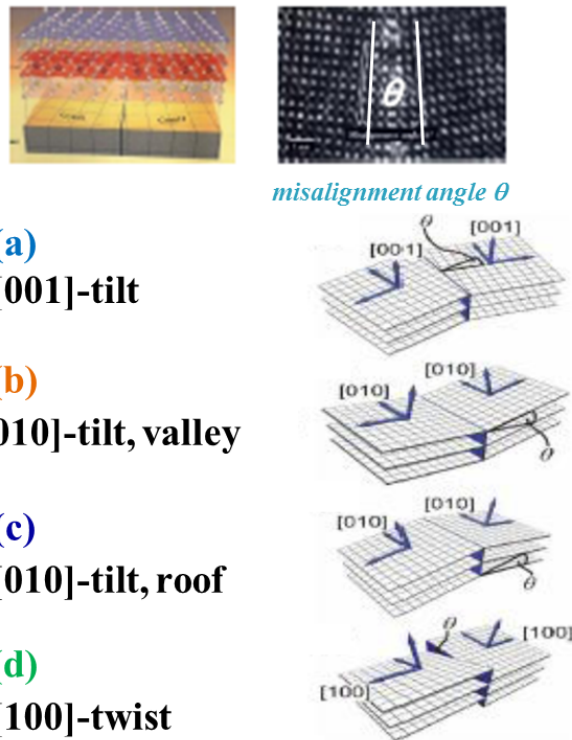 θ
misalignment angle θ
(a)
[001]-tilt
θ
[001]
[001]
(b)
010]-tilt, valley
[010]
[010]
θ
(c)
[010]-tilt, roof
[010]
[010]
θ
(d)
[100]-twist
θ
[100]
[100]